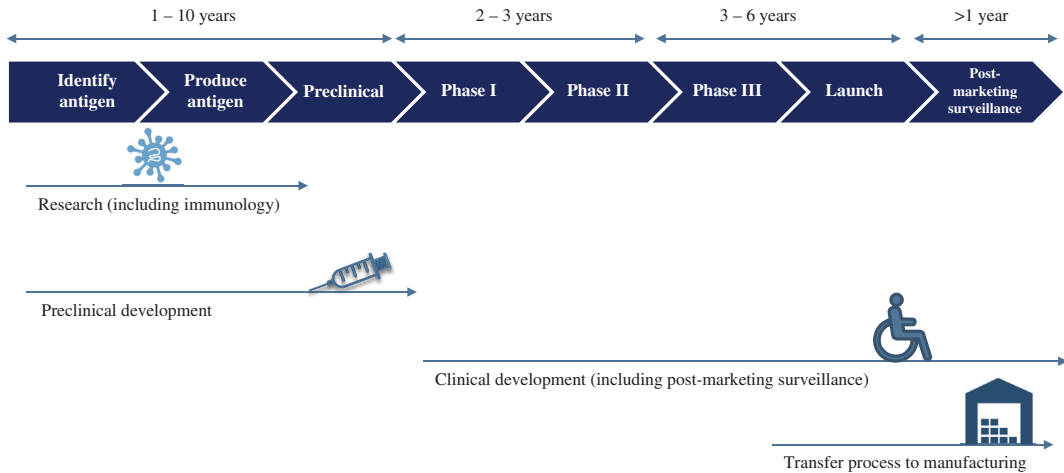 1 – 10 years
2 – 3 years
3 – 6 years
>1 year
Identify
antigen
Produce
antigen
Preclinical
Phase I
Phase II
Phase III
Launch
Post-
marketing
surveillance
Research (including immunology)
Preclinical development
Clinical development (including post-marketing surveillance)
Transfer process to manufacturing